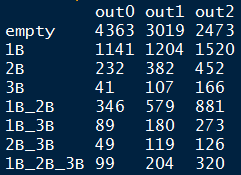 out0 out1 out2
empty 4363 3019 2473
1B 1141 1204 1520
2B 232 382 452
3B 41 107 166
1B_2B 346 579 881
1B_3B 89 180 273
2B_3B 49 119 126
1B_2B_3B 99 204 320